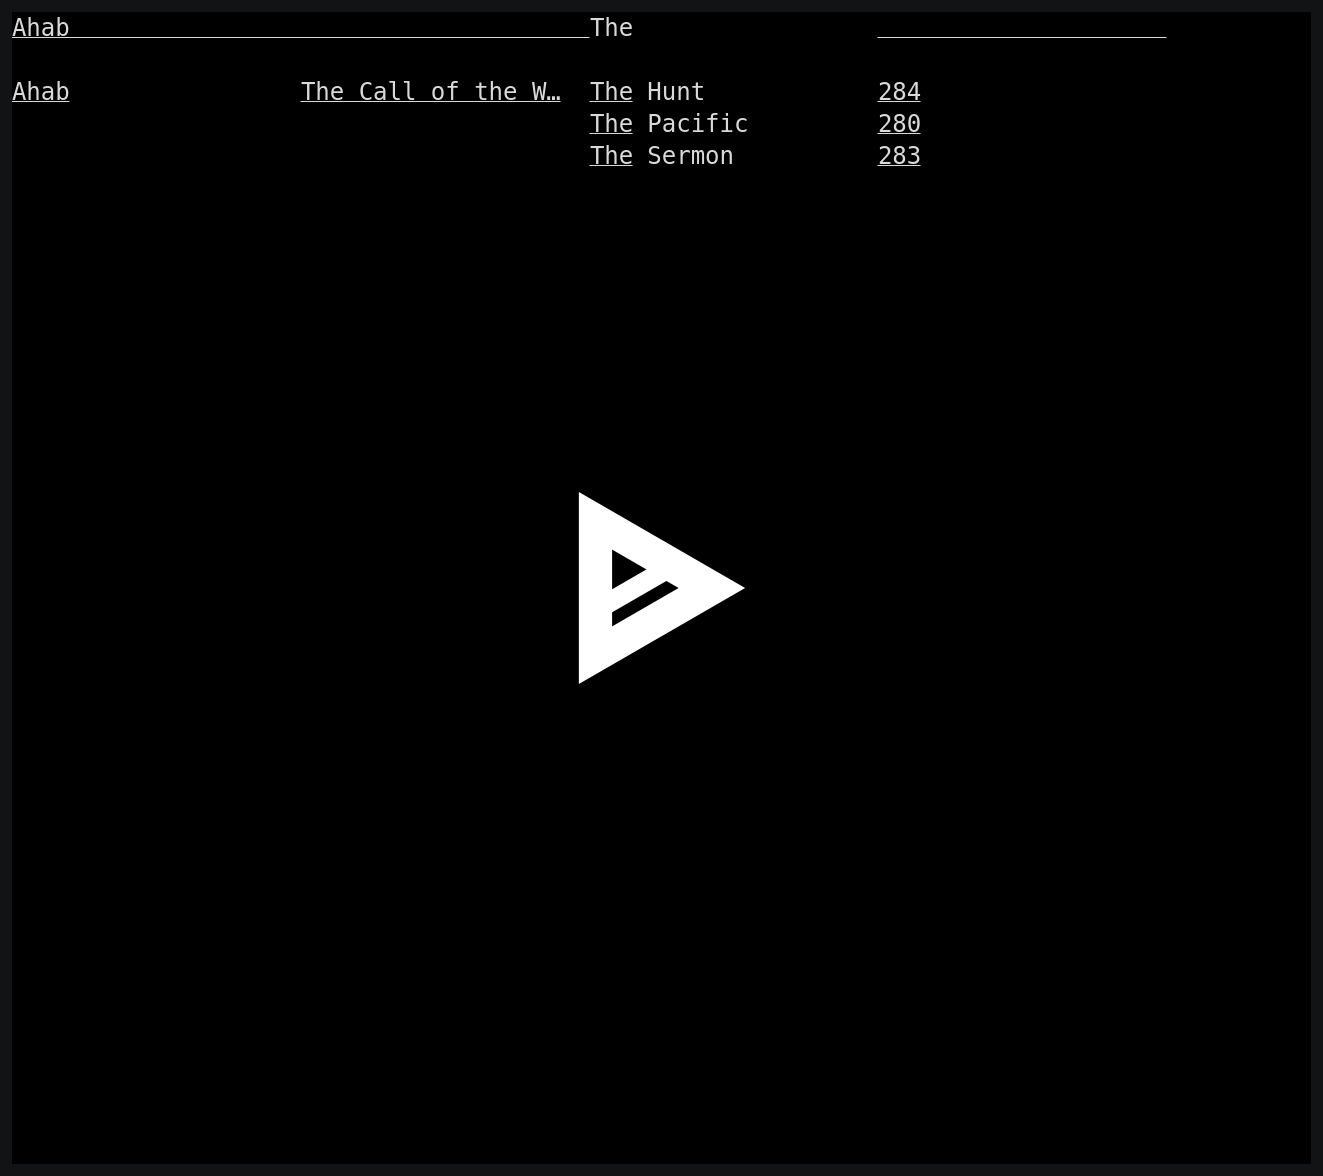 Ahab The
Ahab The Call of the W… The Hunt 284
The Pacific 280
The Sermon 283